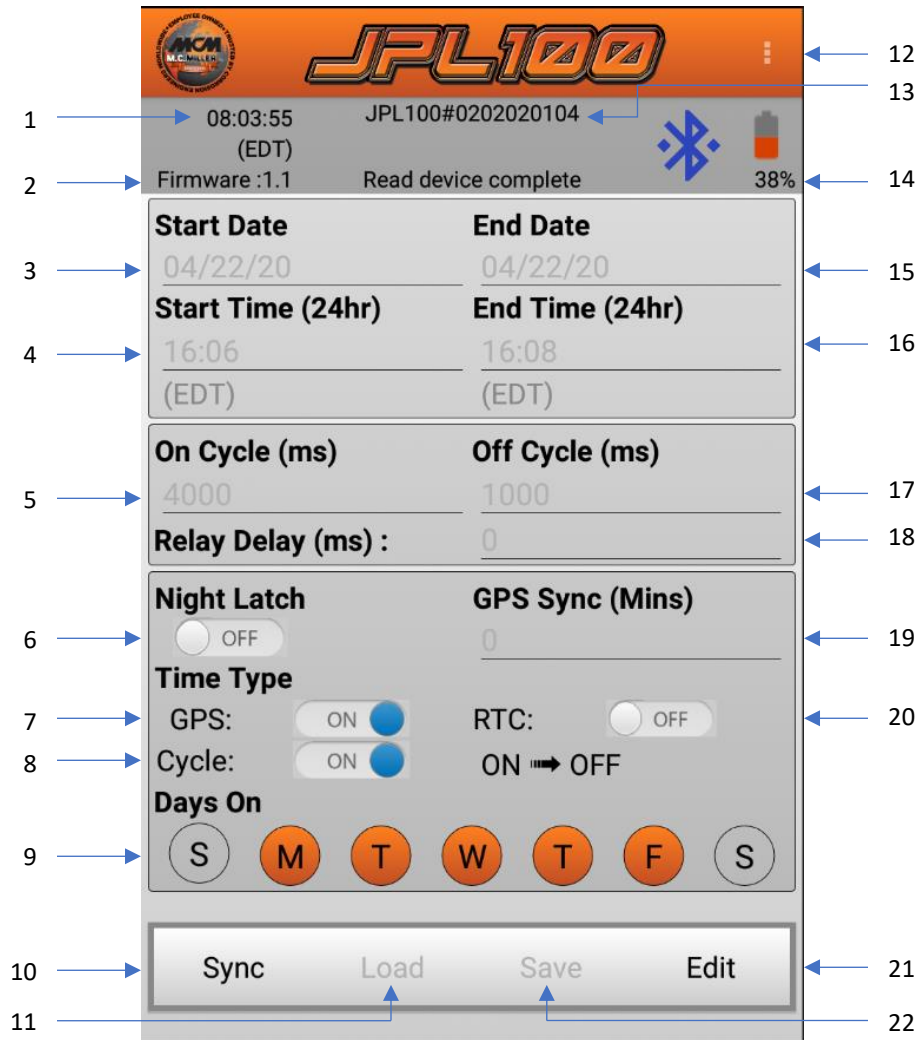 MCM
M.C.MILLER
JPL100
12
13
1
08:03:55
(EDT)
JPL100#0202020104
2
Firmware :1.1
Read device complete
38%
14
Start Date
End Date
3
04/22/20
04/22/20
15
Start Time (24hr)
End Time (24hr)
4
16:06
16:08
16
(EDT)
(EDT)
On Cycle (ms)
Off Cycle (ms)
5
4000
1000
17
Relay Delay (ms) :
0
18
Night Latch
GPS Sync (Mins)
6
OFF
0
19
Time Type
7
GPS:
ON
RTC:
OFF
20
8
Cycle:
ON
ON ➟ OFF
Days On
9
S M T W T F S
10
Sync
Load
Save
Edit
21
11
22